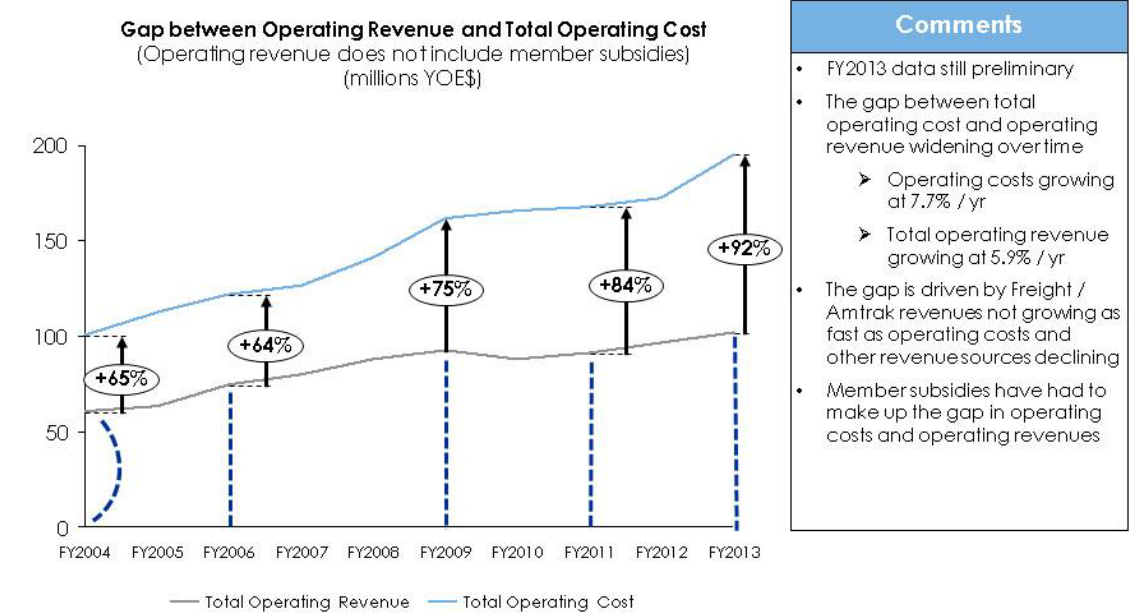 Gap between Operating Revenue and Total Operating Cost
(Operating revenue does not include member subsidies)
(millions YOE$)
200
150
100
50
0
+65%
+64%
+75%
+84%
+92%
FY2004 FY2005 FY2006 FY2007 FY2008 FY2009 FY2010 FY2011 FY2012 FY2013
Total Operating Revenue Total Operating Cost
Comments
• FY2013 data still preliminary
• The gap between total
operating cost and operating
revenue widening over time
➢ Operating costs growing
at 7.7% / yr
➢ Total operating revenue
growing at 5.9% / yr
• The gap is driven by Freight /
Amtrak revenues not growing as
fast as operating costs and
other revenue sources declining
• Member subsidies have had to
make up the gap in operating
costs and operating revenues